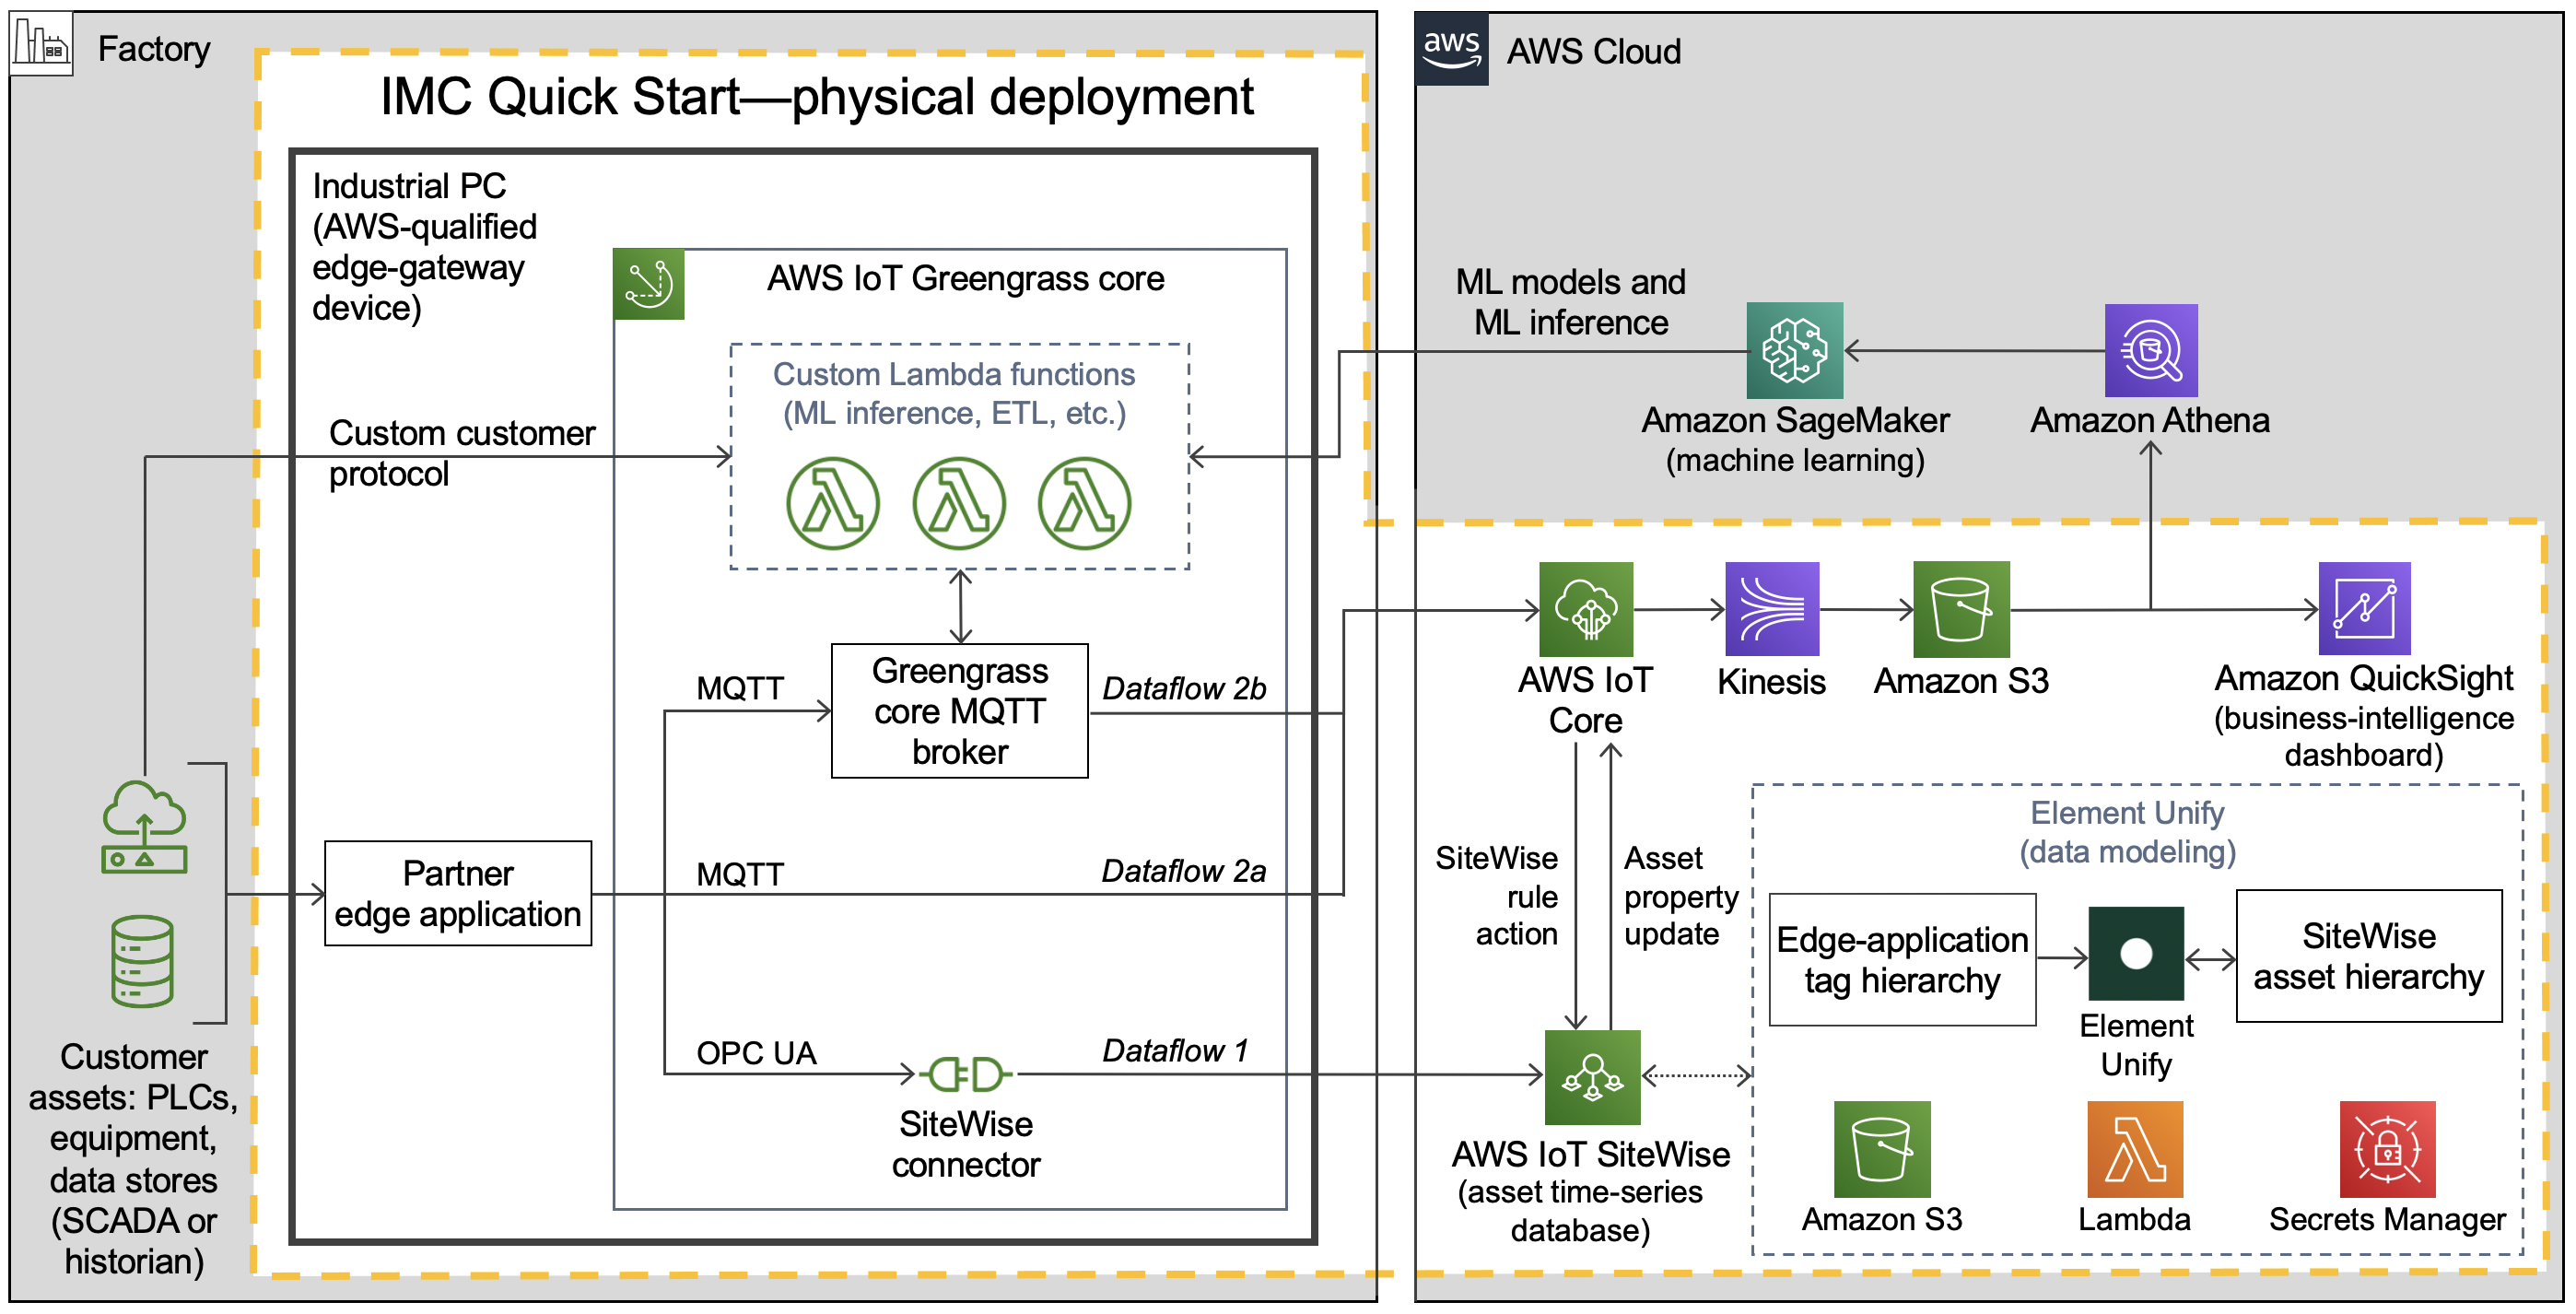 Factory
IMC Quick Start—physical deployment
Industrial PC
(AWS-qualified
edge-gateway
device)
AWS IoT Greengrass core
Custom Lambda functions
(ML inference, ETL, etc.)
Custom customer
protocol
MQTT
Greengrass
core MQTT
broker
Dataflow 2b
Partner
edge application
MQTT
Dataflow 2a
OPC UA
SiteWise
connector
Dataflow 1
Customer
assets: PLCs,
equipment,
data stores
(SCADA or
historian)
aws
AWS Cloud
ML models and
ML inference
Amazon SageMaker
(machine learning)
Amazon Athena
AWS IoT
Core
Kinesis
Amazon S3
Amazon QuickSight
(business-intelligence
dashboard)
SiteWise
rule
action
Asset
property
update
AWS IoT SiteWise
(asset time-series
database)
Element Unify
(data modeling)
Edge-application
tag hierarchy
Element
Unify
SiteWise
asset hierarchy
Amazon S3
Lambda
Secrets Manager